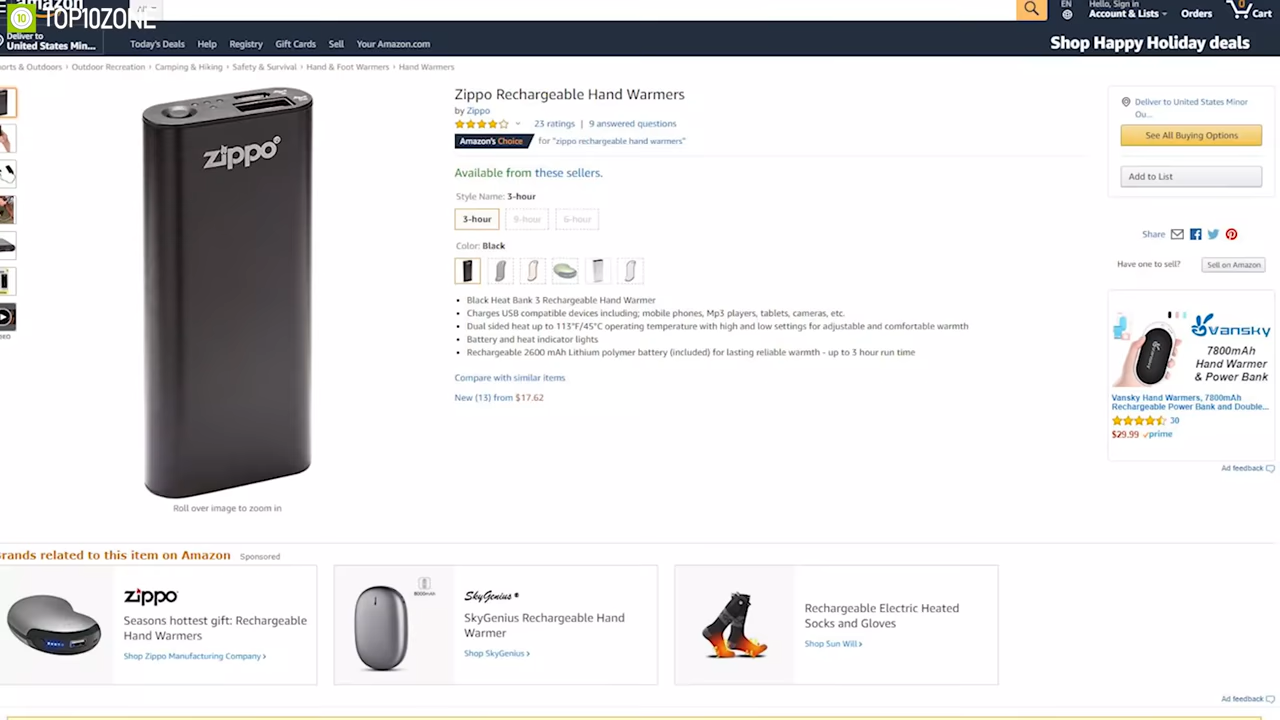 amazon
10
TOP10ZONE
All
EN
Hello, Sign in
Account & Lists
Orders
0
Cart
Deliver to
United States Min...
Today's Deals
Help
Registry
Gift Cards
Sell
Your Amazon.com
Shop Happy Holiday deals
orts & Outdoors › Outdoor Recreation › Camping & Hiking › Safety & Survival › Hand & Foot Warmers › Hand Warmers
zippo
Roll over image to zoom in
Zippo Rechargeable Hand Warmers
by Zippo
23 ratings | 9 answered questions
Amazon's Choice for "zippo rechargeable hand warmers"
Available from these sellers.
Style Name: 3-hour
3-hour
9-hour
6-hour
Color: Black
• Black Heat Bank 3 Rechargeable Hand Warmer
• Charges USB compatible devices including; mobile phones, Mp3 players, tablets, cameras, etc.
• Dual sided heat up to 113°F/45°C operating temperature with high and low settings for adjustable and comfortable warmth
• Battery and heat indicator lights
• Rechargeable 2600 mAh Lithium polymer battery (included) for lasting reliable warmth - up to 3 hour run time
Compare with similar items
New (13) from $17.62
Deliver to United States Minor
Ou...
See All Buying Options
Add to List
Share
Have one to sell?
Sell on Amazon
Vansky
7800mAh
Hand Warmer
& Power Bank
Vansky Hand Warmers, 7800mAh
Rechargeable Power Bank and Double...
30
$29.99 prime
Ad feedback
rands related to this item on Amazon
Sponsored
zippo
Seasons hottest gift: Rechargeable
Hand Warmers
Shop Zippo Manufacturing Company ›
8000mAh
SkyGenius
SkyGenius Rechargeable Hand
Warmer
Shop SkyGenius ›
Rechargeable Electric Heated
Socks and Gloves
Shop Sun Will ›
Ad feedback